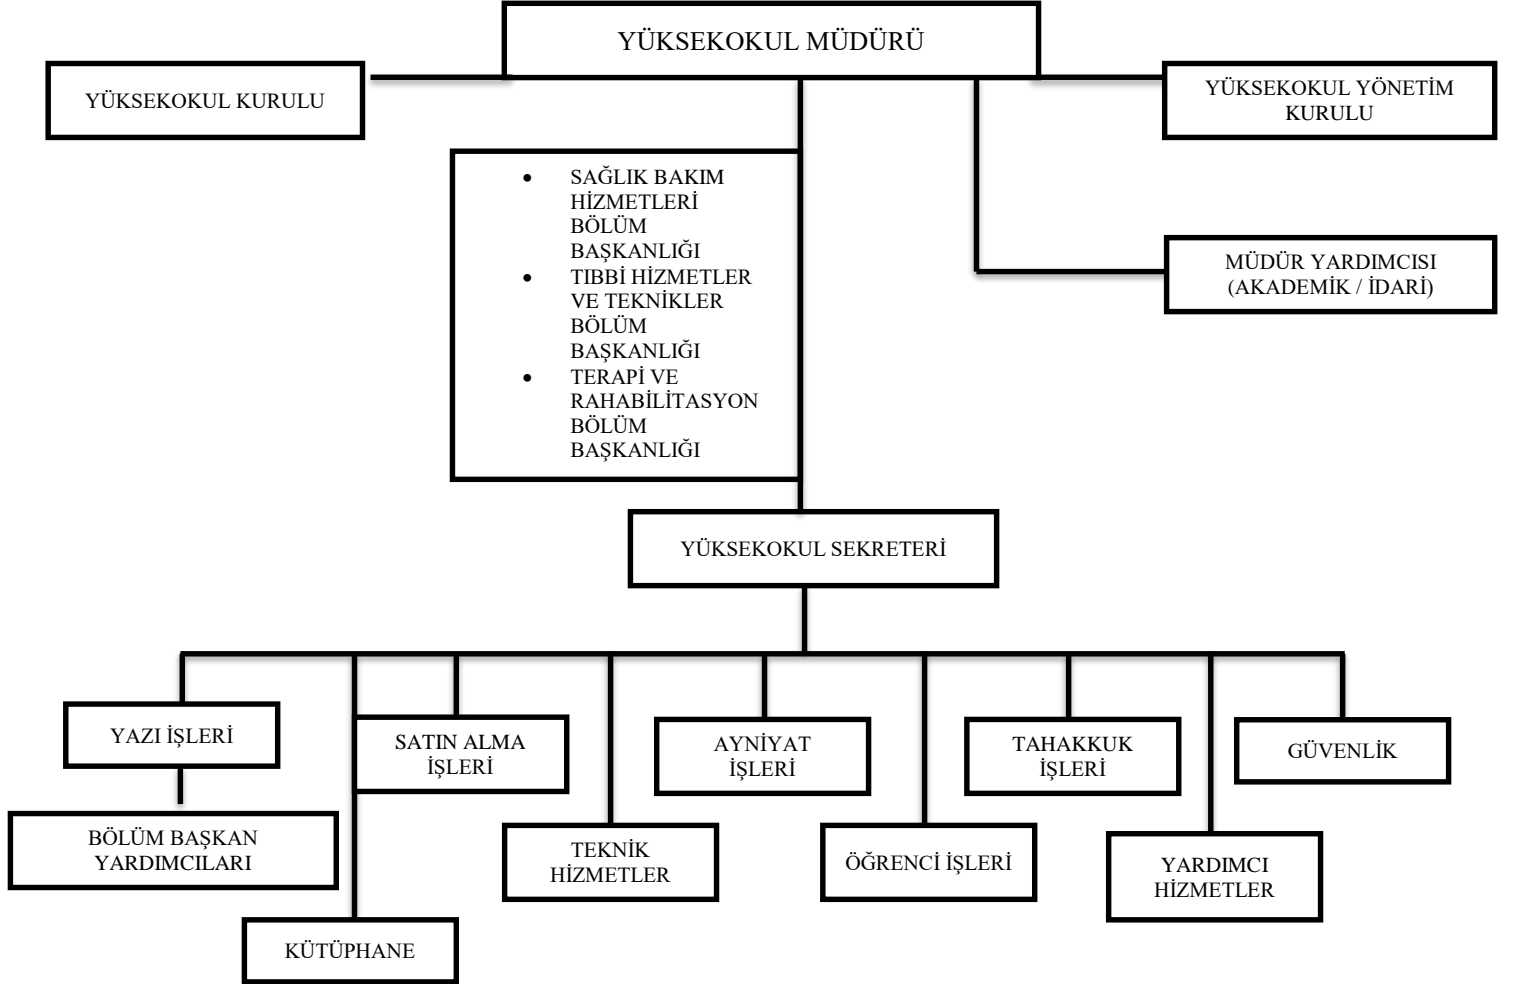 YÜKSEKOKUL MÜDÜRÜ
YÜKSEKOKUL KURULU
YÜKSEKOKUL YÖNETİM
KURULU
• SAĞLIK BAKIM
HİZMETLERİ
BÖLÜM
BAŞKANLIĞI
• TIBBİ HİZMETLER
VE TEKNİKLER
BÖLÜM
BAŞKANLIĞI
• TERAPİ VE
RAHABİLİTASYON
BÖLÜM
BAŞKANLIĞI
MÜDÜR YARDIMCISI
(AKADEMİK / İDARİ)
YÜKSEKOKUL SEKRETERİ
YAZI İŞLERİ
SATIN ALMA
İŞLERİ
AYNİYAT
İŞLERİ
TAHAKKUK
İŞLERİ
GÜVENLİK
BÖLÜM BAŞKAN
YARDIMCILARI
TEKNİK
HİZMETLER
ÖĞRENCİ İŞLERİ
YARDIMCI
HİZMETLER
KÜTÜPHANE